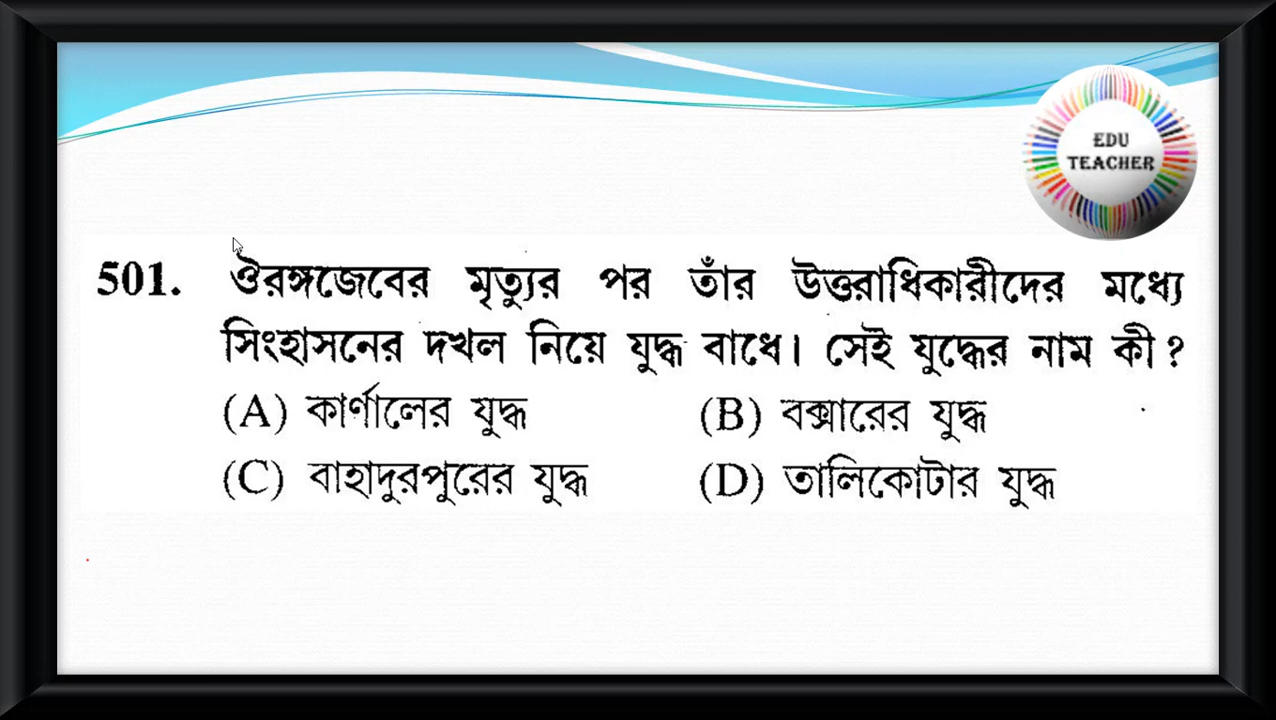 EDU
TEACHER
501. ঔরঙ্গজেবের মৃত্যুর পর তাঁর উত্তরাধিকারীদের মধ্যে
সিংহাসনের দখল নিয়ে যুদ্ধ বাধে। সেই যুদ্ধের নাম কী ?
(A) কার্ণালের যুদ্ধ (B) বক্সারের যুদ্ধ
(C) বাহাদুরপুরের যুদ্ধ (D) তালিকোটার যুদ্ধ